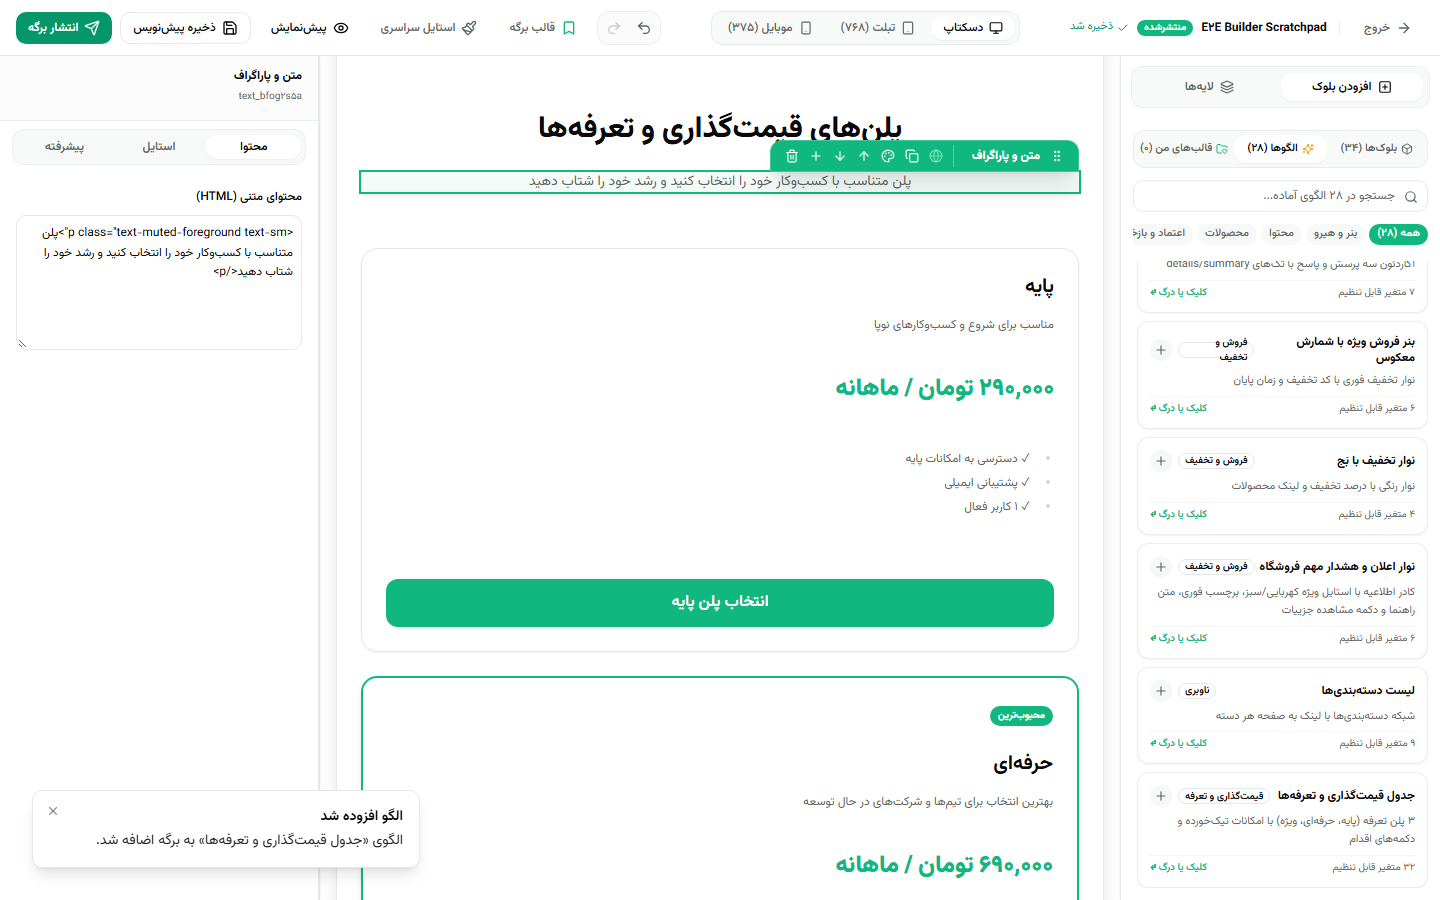 خروج
E۲E Builder Scratchpad
منتشرشده
ذخیره شد
دسکتاپ
تبلت (۷۶۸)
موبایل (۳۷۵)
قالب برگه
استایل سراسری
پیش‌نمایش
ذخیره پیش‌نویس
انتشار برگه
افزودن بلوک
لایه‌ها
بلوک‌ها (۳۴)
الگوها (۲۸)
قالب‌های من (۰)
جستجو در ۲۸ الگوی آماده...
همه (۲۸)
بنر و هیرو
محتوا
محصولات
اعتماد و بازخ
آکاردئون سه پرسش و پاسخ با تگ‌های details/summary
۷ متغیر قابل تنظیم
کلیک یا درگ
بنر فروش ویژه با شمارش
معکوس
فروش و
تخفیف
نوار تخفیف فوری با کد تخفیف و زمان پایان
۶ متغیر قابل تنظیم
کلیک یا درگ
نوار تخفیف با بَج
فروش و تخفیف
نوار رنگی با درصد تخفیف و لینک محصولات
۴ متغیر قابل تنظیم
کلیک یا درگ
نوار اعلان و هشدار مهم فروشگاه
فروش و تخفیف
کادر اطلاعیه با استایل ویژه کهربایی/سبز، برچسب فوری، متن
راهنما و دکمه مشاهده جزییات
۶ متغیر قابل تنظیم
کلیک یا درگ
لیست دسته‌بندی‌ها
ناوبری
شبکه دسته‌بندی‌ها با لینک به صفحه هر دسته
۹ متغیر قابل تنظیم
کلیک یا درگ
جدول قیمت‌گذاری و تعرفه‌ها
قیمت‌گذاری و تعرفه
۳ پلن تعرفه (پایه، حرفه‌ای، ویژه) با امکانات تیک‌خورده و
دکمه‌های اقدام
۳۲ متغیر قابل تنظیم
کلیک یا درگ
پلن‌های قیمت‌گذاری و تعرفه‌ها
متن و پاراگراف
پلن متناسب با کسب‌وکار خود را انتخاب کنید و رشد خود را شتاب دهید
پایه
مناسب برای شروع و کسب‌وکارهای نوپا
۲۹۰,۰۰۰ تومان / ماهانه
✓ دسترسی به امکانات پایه
✓ پشتیبانی ایمیلی
✓ ۱ کاربر فعال
انتخاب پلن پایه
محبوب‌ترین
حرفه‌ای
بهترین انتخاب برای تیم‌ها و شرکت‌های در حال توسعه
۶۹۰,۰۰۰ تومان / ماهانه
متن و پاراگراف
text_bfog۲s۵a
محتوا
استایل
پیشرفته
محتوای متنی (HTML)
<p class="text-muted-foreground text-sm">پلن
متناسب با کسب‌وکار خود را انتخاب کنید و رشد خود را
شتاب دهید</p>
الگو افزوده شد
الگوی «جدول قیمت‌گذاری و تعرفه‌ها» به برگه اضافه شد.